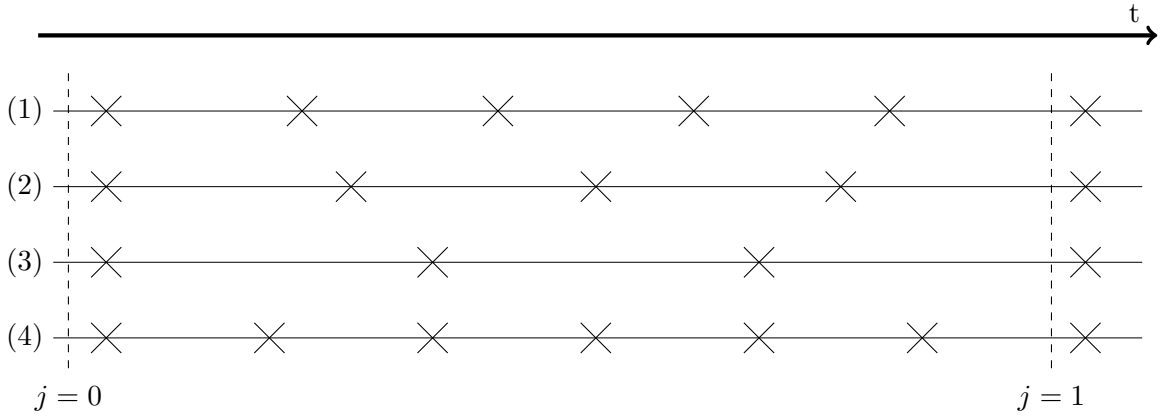 t
(1)
(2)
(3)
(4)
j = 0 j = 1